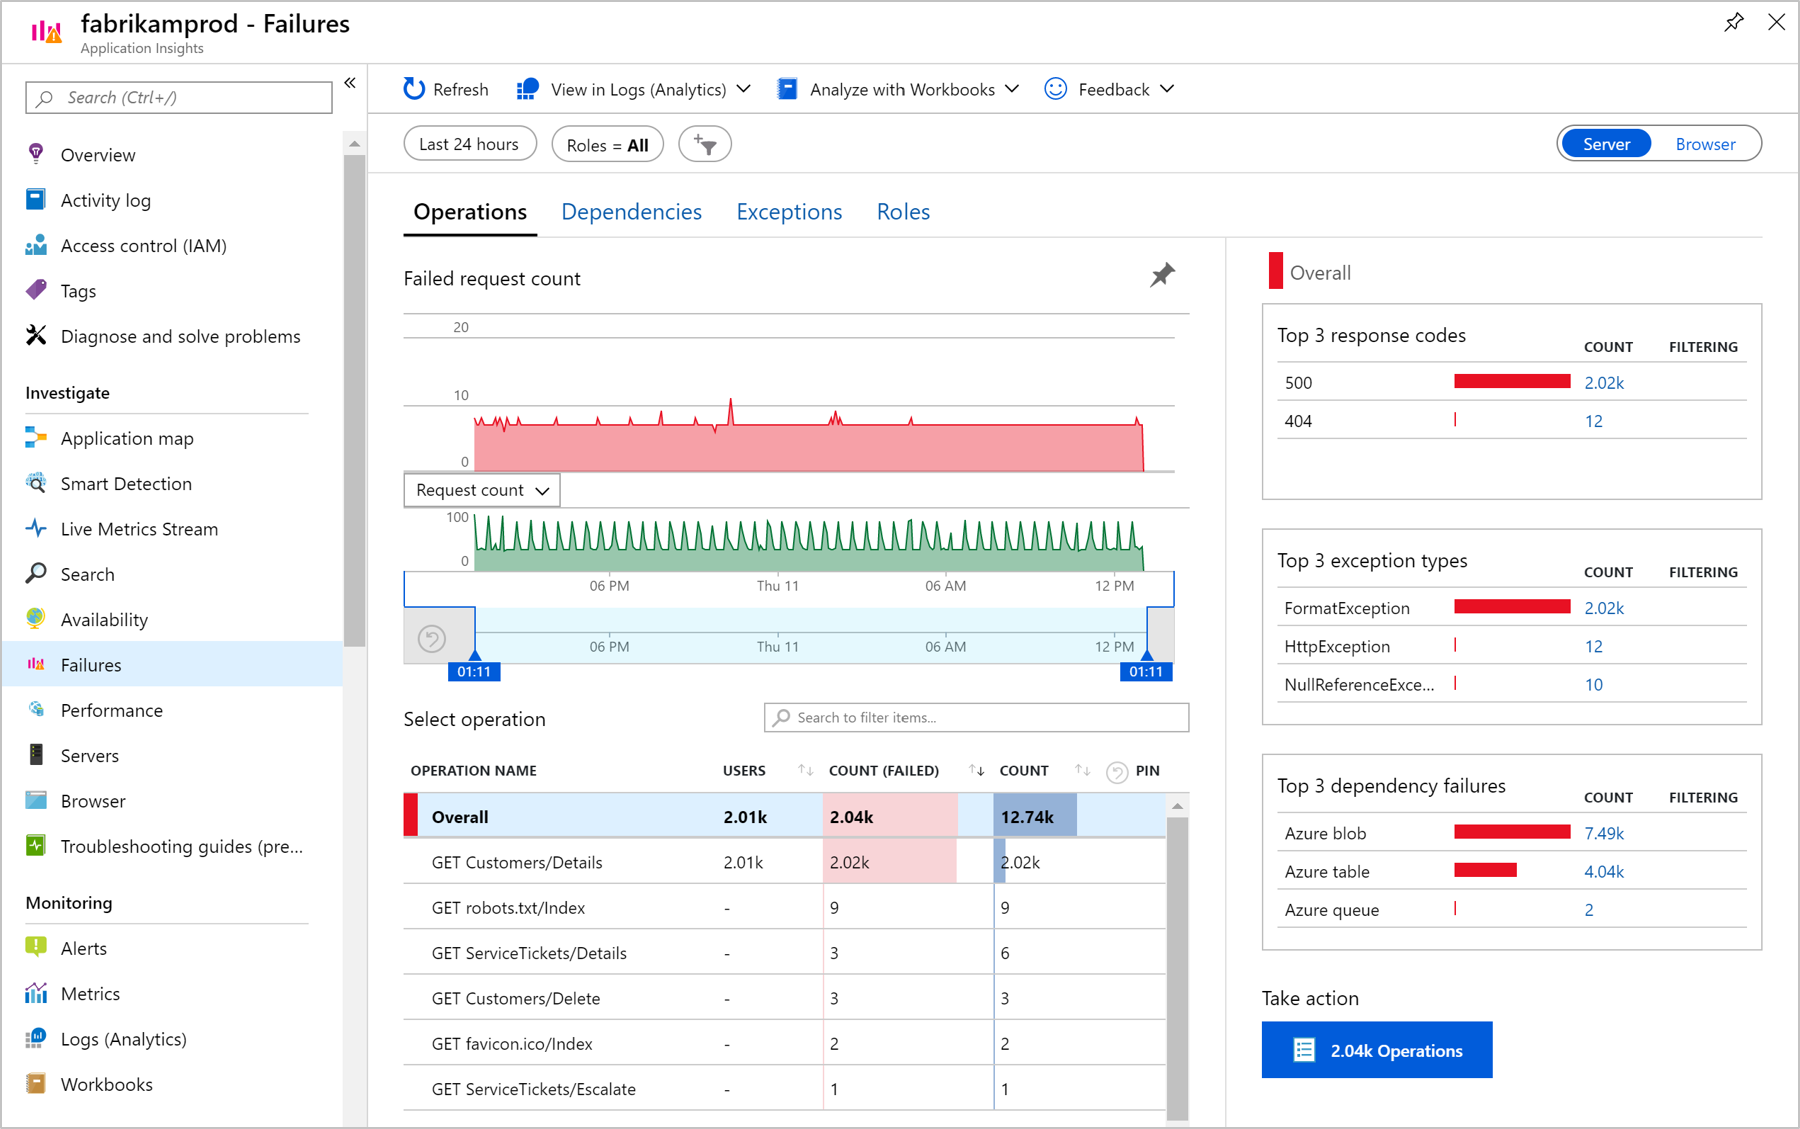 fabrikamprod - Failures
Application Insights
Search (Ctrl+/)
«
Overview
Activity log
Access control (IAM)
Tags
Diagnose and solve problems
Investigate
Application map
Smart Detection
Live Metrics Stream
Search
Availability
Failures
Performance
Servers
Browser
Troubleshooting guides (pre...
Monitoring
Alerts
Metrics
Logs (Analytics)
Workbooks
Refresh
View in Logs (Analytics)
Analyze with Workbooks
Feedback
Last 24 hours
Roles = All
Server
Browser
Operations
Dependencies
Exceptions
Roles
Failed request count
20
10
0
Request count
100
0
06 PM
Thu 11
06 AM
12 PM
06 PM
Thu 11
06 AM
12 PM
01:11
01:11
Select operation
Search to filter items...
OPERATION NAME USERS COUNT (FAILED) COUNT PIN
Overall 2.01k 2.04k 12.74k
GET Customers/Details 2.01k 2.02k 2.02k
GET robots.txt/Index - 9 9
GET ServiceTickets/Details - 3 6
GET Customers/Delete - 3 3
GET favicon.ico/Index - 2 2
GET ServiceTickets/Escalate - 1 1
Overall
Top 3 response codes COUNT FILTERING
500 2.02k
404 12
Top 3 exception types COUNT FILTERING
FormatException 2.02k
HttpException 12
NullReferenceExce... 10
Top 3 dependency failures COUNT FILTERING
Azure blob 7.49k
Azure table 4.04k
Azure queue 2
Take action
2.04k Operations